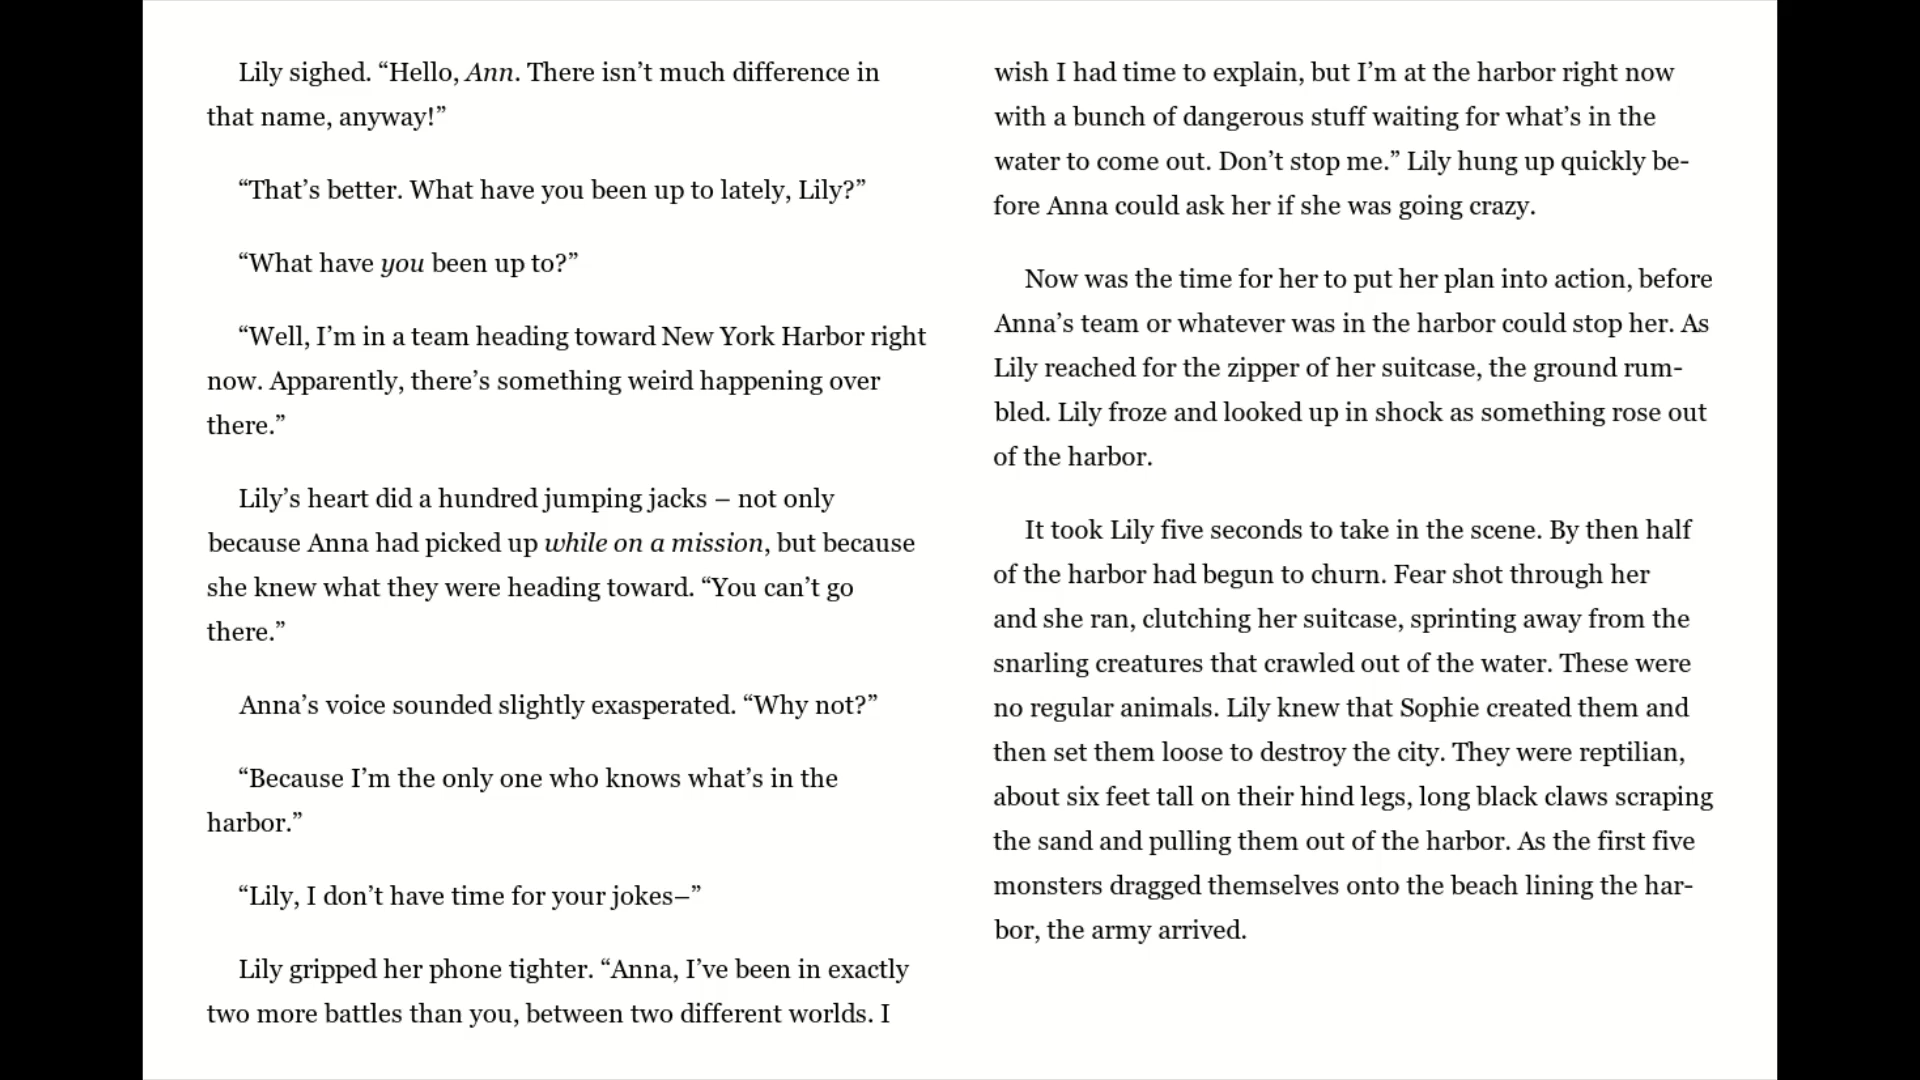 Lily sighed. “Hello, Ann. There isn’t much difference in
that name, anyway!”
“That’s better. What have you been up to lately, Lily?”
“What have you been up to?”
“Well, I’m in a team heading toward New York Harbor right
now. Apparently, there’s something weird happening over
there.”
Lily’s heart did a hundred jumping jacks – not only
because Anna had picked up while on a mission, but because
she knew what they were heading toward. “You can’t go
there.”
Anna’s voice sounded slightly exasperated. “Why not?”
“Because I’m the only one who knows what’s in the
harbor.”
“Lily, I don’t have time for your jokes–”
Lily gripped her phone tighter. “Anna, I’ve been in exactly
two more battles than you, between two different worlds. I
wish I had time to explain, but I’m at the harbor right now
with a bunch of dangerous stuff waiting for what’s in the
water to come out. Don’t stop me.” Lily hung up quickly be-
fore Anna could ask her if she was going crazy.
Now was the time for her to put her plan into action, before
Anna’s team or whatever was in the harbor could stop her. As
Lily reached for the zipper of her suitcase, the ground rum-
bled. Lily froze and looked up in shock as something rose out
of the harbor.
It took Lily five seconds to take in the scene. By then half
of the harbor had begun to churn. Fear shot through her
and she ran, clutching her suitcase, sprinting away from the
snarling creatures that crawled out of the water. These were
no regular animals. Lily knew that Sophie created them and
then set them loose to destroy the city. They were reptilian,
about six feet tall on their hind legs, long black claws scraping
the sand and pulling them out of the harbor. As the first five
monsters dragged themselves onto the beach lining the har-
bor, the army arrived.